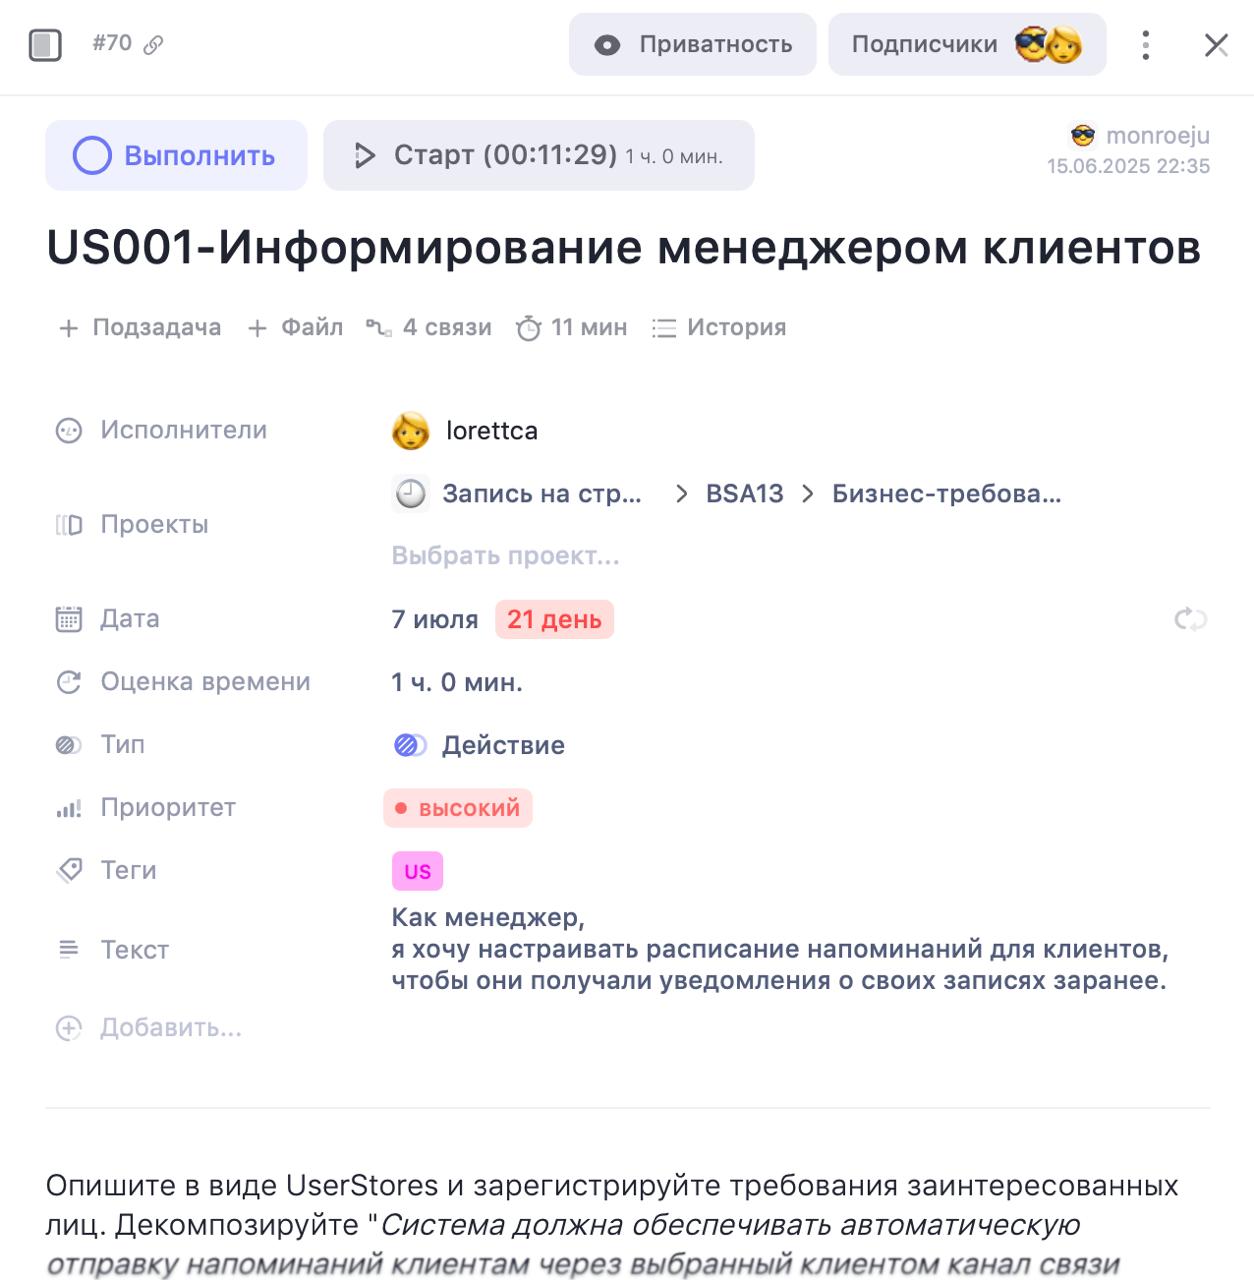 #70
Приватность
Подписчики
Выполнить
Старт (00:11:29) 1 ч. 0 мин.
monroeju
15.06.2025 22:35
US001-Информирование менеджером клиентов
+ Подзадача + Файл 4 связи 11 мин История
Исполнители lorettca
Запись на стр... > BSA13 > Бизнес-требова...
Проекты
Выбрать проект...
Дата 7 июля 21 день
Оценка времени 1 ч. 0 мин.
Тип Действие
Приоритет высокий
Теги US
Как менеджер,
Текст я хочу настраивать расписание напоминаний для клиентов,
чтобы они получали уведомления о своих записях заранее.
Добавить...
Опишите в виде UserStores и зарегистрируйте требования заинтересованных
лиц. Декомпозируйте "Система должна обеспечивать автоматическую
отправку напоминаний клиентам через выбранный клиентом канал связи